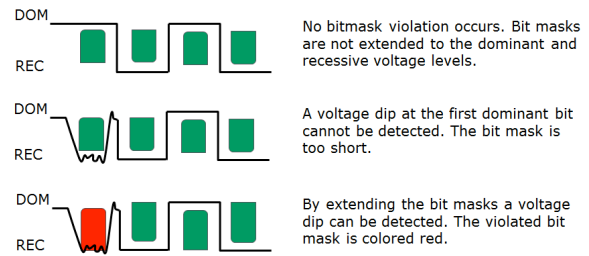 DOM
REC
No bitmask violation occurs. Bit masks
are not extended to the dominant and
recessive voltage levels.
DOM
REC
A voltage dip at the first dominant bit
cannot be detected. The bit mask is
too short.
DOM
REC
By extending the bit masks a voltage
dip can be detected. The violated bit
mask is colored red.